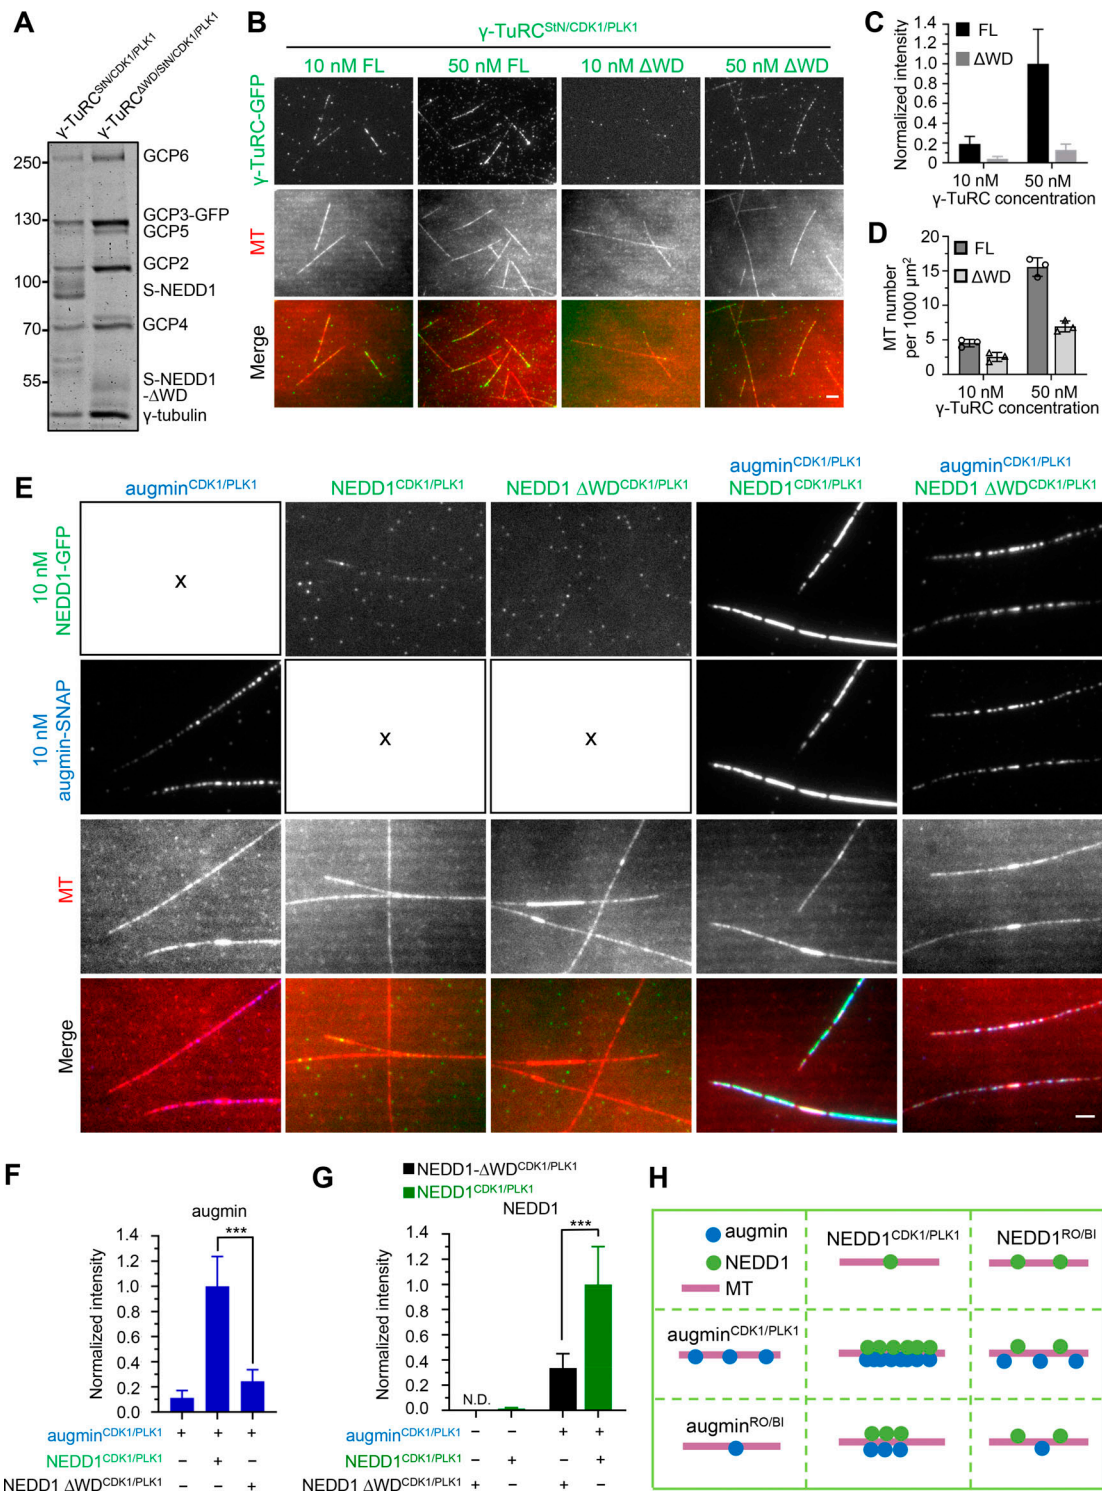 A
γ-TuRC^StN/CDK1/PLK1
γ-TuRC^ΔWD/StN/CDK1/PLK1
250
130
100
70
55
GCP6
GCP3-GFP
GCP5
GCP2
S-NEDD1
GCP4
S-NEDD1
-ΔWD
γ-tubulin
B
γ-TuRC^StN/CDK1/PLK1
10 nM FL
50 nM FL
10 nM ΔWD
50 nM ΔWD
γ-TuRC-GFP
MT
Merge
C
Normalized intensity
1.4
1.2
1.0
0.8
0.6
0.4
0.2
0
FL
ΔWD
10 nM
50 nM
γ-TuRC concentration
D
MT number
per 1000 µm²
20
15
10
5
0
FL
ΔWD
10 nM
50 nM
γ-TuRC concentration
E
augmin^CDK1/PLK1
NEDD1^CDK1/PLK1
NEDD1 ΔWD^CDK1/PLK1
augmin^CDK1/PLK1
NEDD1^CDK1/PLK1
augmin^CDK1/PLK1
NEDD1 ΔWD^CDK1/PLK1
10 nM
NEDD1-GFP
x
10 nM
augmin-SNAP
x
x
MT
Merge
F
augmin
Normalized intensity
1.4
1.2
1.0
0.8
0.6
0.4
0.2
0.0
***
augmin^CDK1/PLK1 + + +
NEDD1^CDK1/PLK1 − + −
NEDD1 ΔWD^CDK1/PLK1 − − +
G
NEDD1-ΔWD^CDK1/PLK1
NEDD1^CDK1/PLK1
NEDD1
Normalized intensity
1.4
1.2
1.0
0.8
0.6
0.4
0.2
0.0
N.D.
***
augmin^CDK1/PLK1 − − + +
NEDD1^CDK1/PLK1 − + − +
NEDD1 ΔWD^CDK1/PLK1 + − + −
H
augmin
NEDD1
MT
NEDD1^CDK1/PLK1
NEDD1^RO/BI
augmin^CDK1/PLK1
augmin^RO/BI